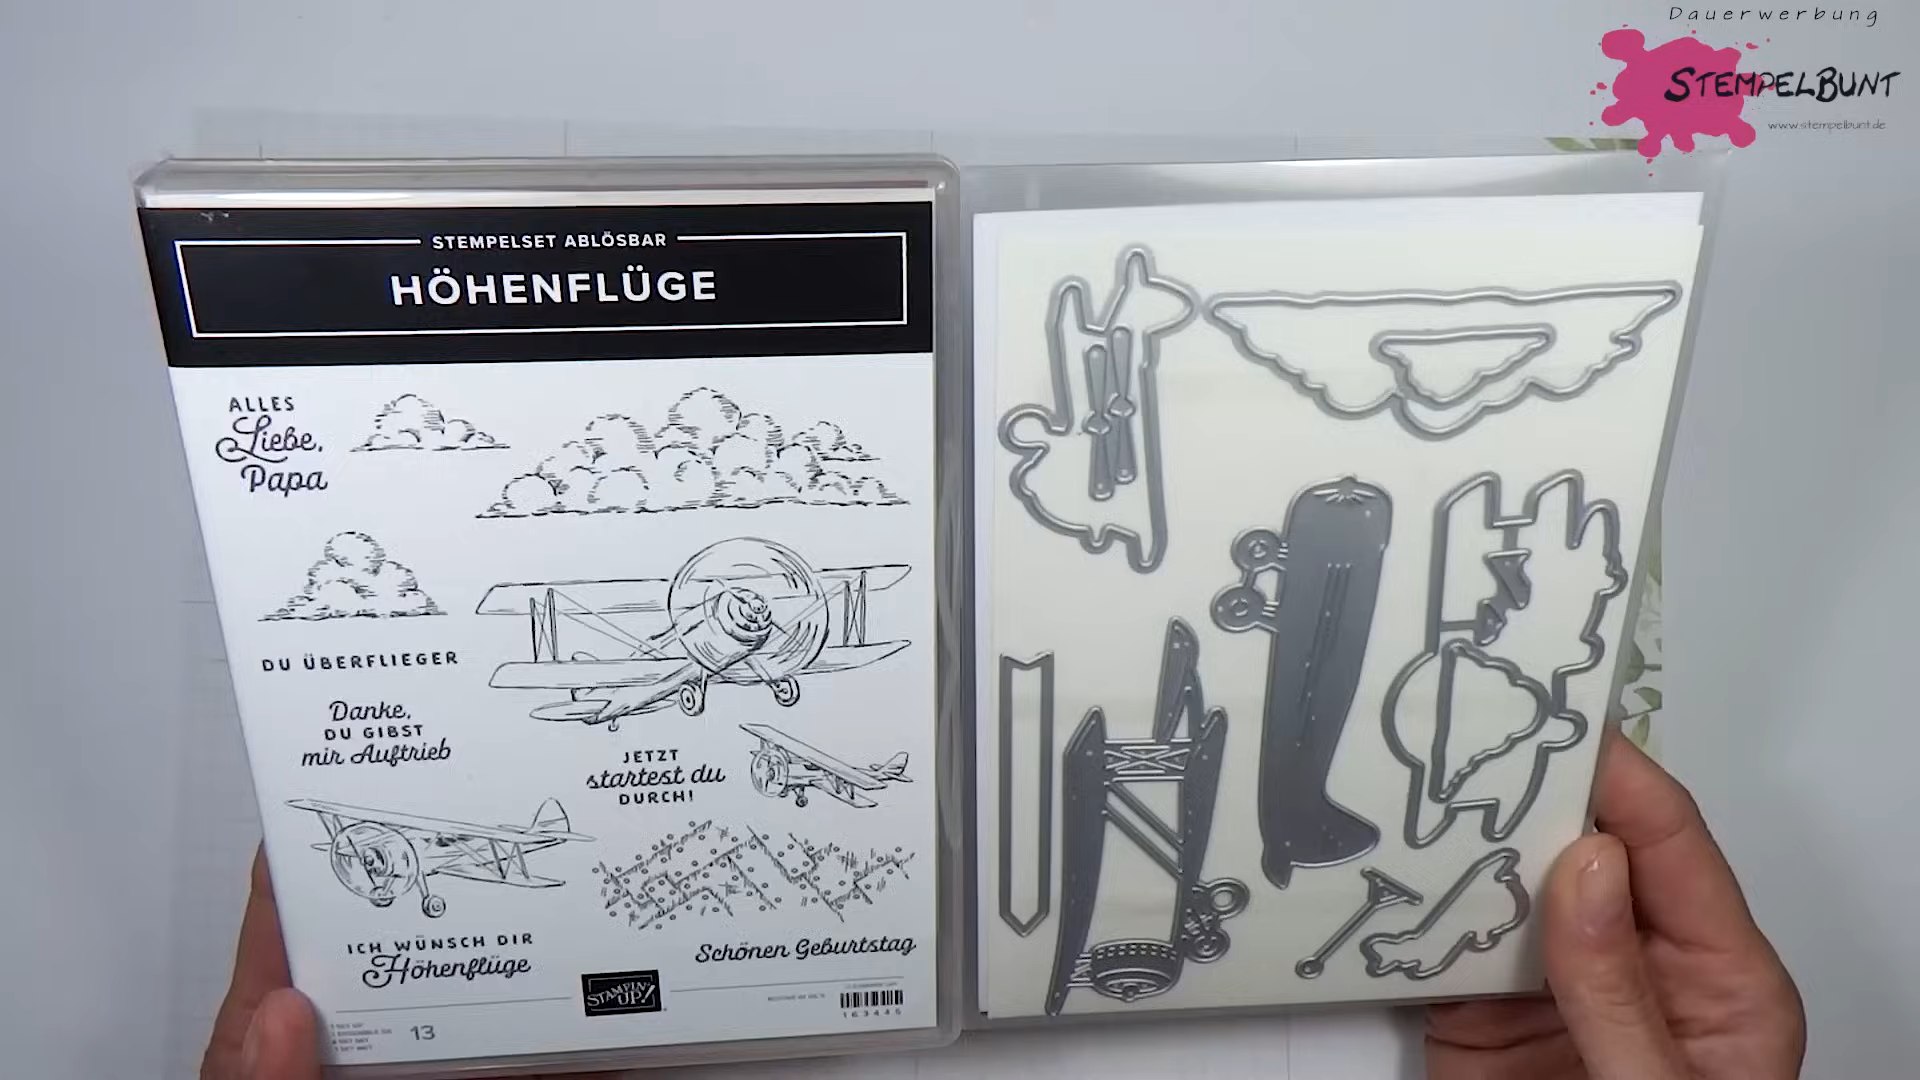 Dauerwerbung
STEMPELBUNT
www.stempelbunt.de
STEMPELSET ABLÖSBAR
HÖHENFLÜGE
ALLES
Liebe,
Papa
DU ÜBERFLIEGER
Danke,
DU GIBST
mir Auftrieb
JETZT
startest du
DURCH!
ICH WÜNSCH DIR
Höhenflüge
Schönen Geburtstag
STAMPIN'
UP!
163445
13